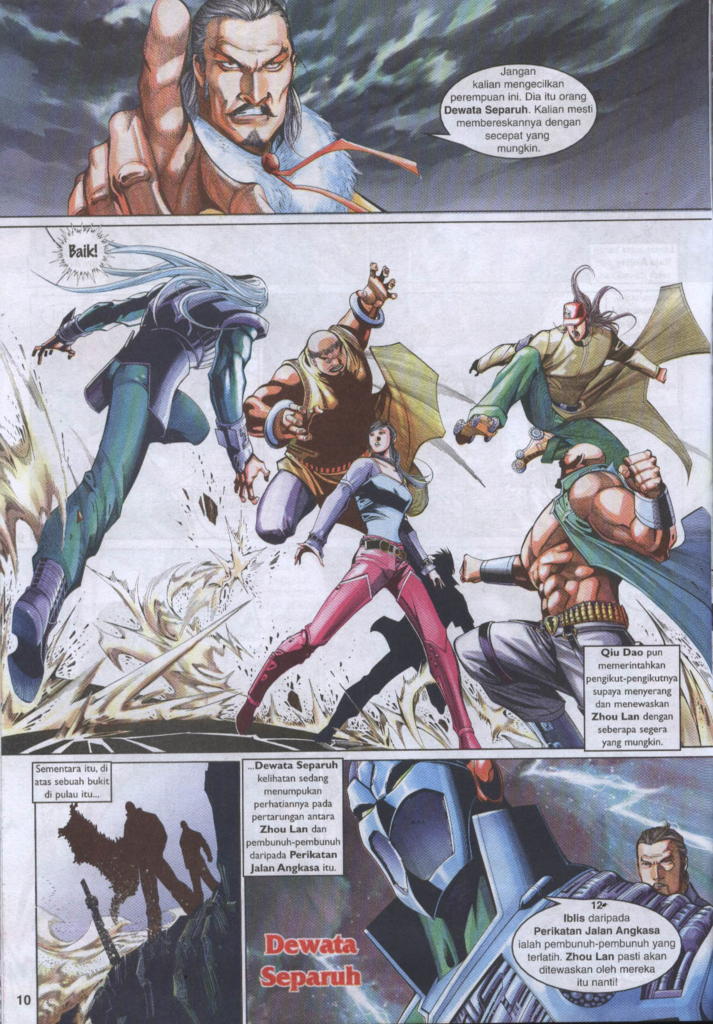 Jangan
kalian mengecilkan
perempuan ini. Dia itu orang
Dewata Separuh. Kalian mesti
membereskannya dengan
secepat yang
mungkin.
Baik!
Qiu Dao pun
memerintahkan
pengikut-pengikutnya
supaya menyerang
dan menewaskan
Zhou Lan dengan
seberapa segera
yang mungkin.
Sementara itu, di
atas sebuah bukit
di pulau itu...
...Dewata Separuh
kelihatan sedang
menumpukan
perhatiannya pada
pertarungan antara
Zhou Lan dan
pembunuh-pembunuh
daripada Perikatan
Jalan Angkasa itu.
Dewata
Separuh
12
Iblis daripada
Perikatan Jalan Angkasa
ialah pembunuh-pembunuh yang
terlatih. Zhou Lan pasti akan
ditewaskan oleh mereka
itu nanti!
10